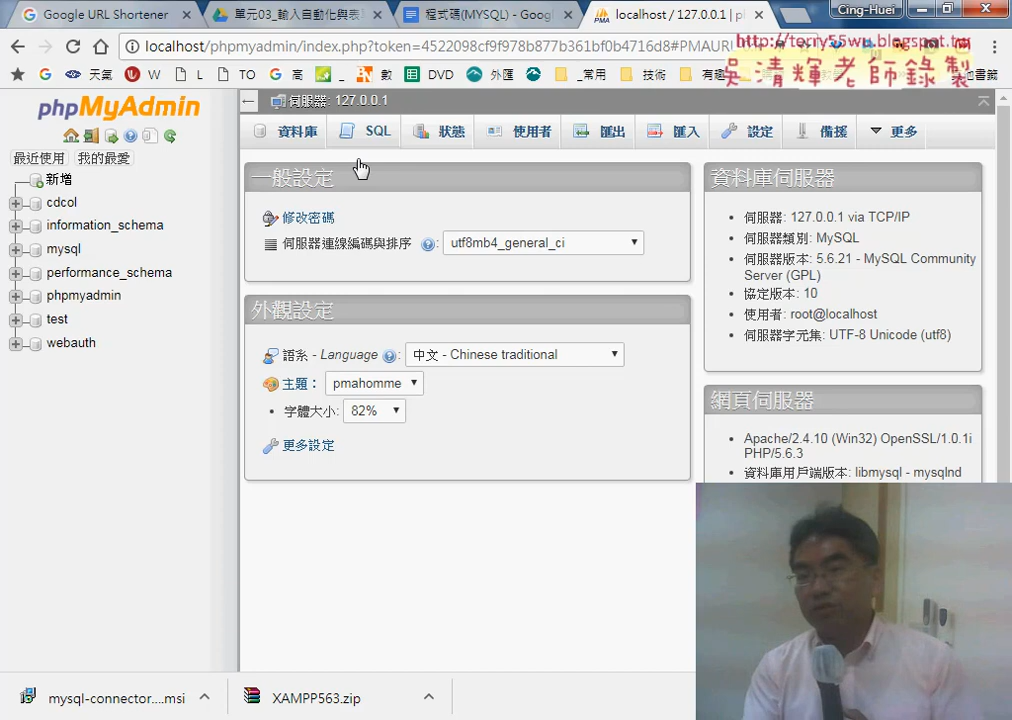 Google URL Shortener
單元03_輸入自動化與表
程式碼(MYSQL) - Goog
localhost / 127.0.0.1 | p
Cing-Huei
localhost/phpmyadmin/index.php?token=4522098cf9f978b877b361bf0b4716d8#PMAUR
http://terry55wu.blogspot.tw
吳清輝老師錄製
天氣
W
L
TO
高
數
DVD
外匯
_常用
技術
有趣
書籤
phpMyAdmin
最近使用 我的最愛
新增
cdcol
information_schema
mysql
performance_schema
phpmyadmin
test
webauth
伺服器: 127.0.0.1
資料庫 SQL 狀態 使用者 匯出 匯入 設定 備援 更多
一般設定
修改密碼
伺服器連線編碼與排序 : utf8mb4_general_ci
外觀設定
語系 - Language : 中文 - Chinese traditional
主題： pmahomme
字體大小: 82%
更多設定
資料庫伺服器
伺服器: 127.0.0.1 via TCP/IP
伺服器類別: MySQL
伺服器版本: 5.6.21 - MySQL Community
Server (GPL)
協定版本: 10
使用者: root@localhost
伺服器字元集: UTF-8 Unicode (utf8)
網頁伺服器
Apache/2.4.10 (Win32) OpenSSL/1.0.1i
PHP/5.6.3
資料庫用戶端版本: libmysql - mysqlnd
mysql-connector....msi
XAMPP563.zip